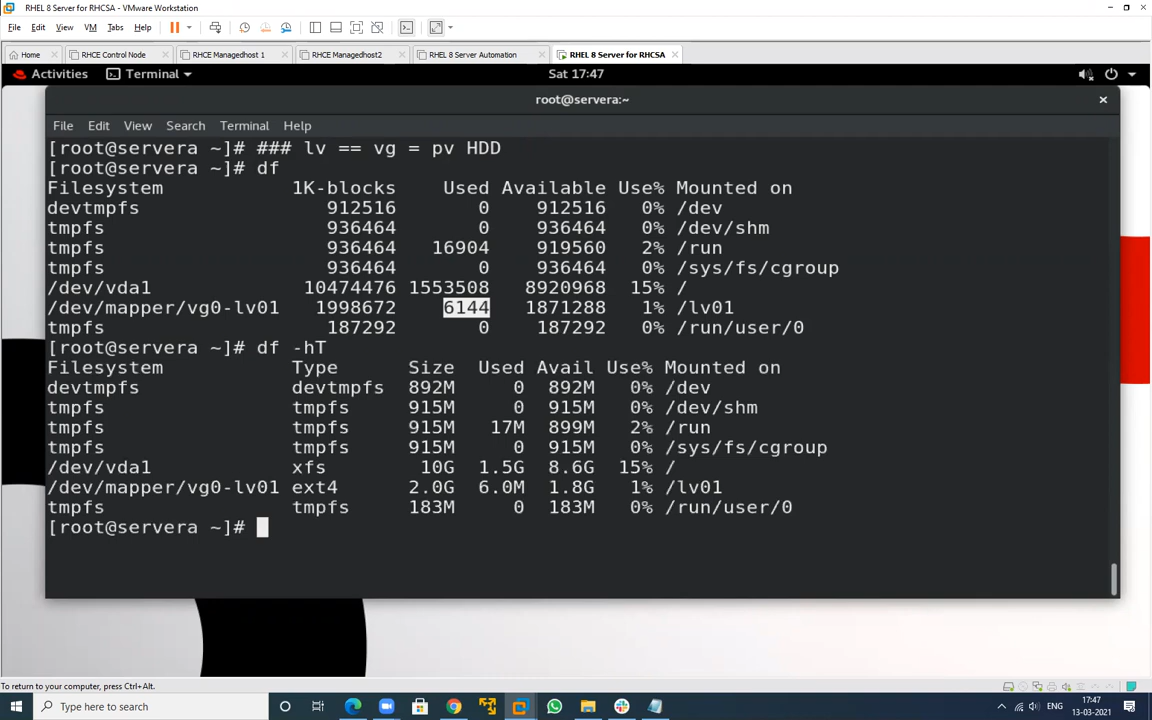 RHEL 8 Server for RHCSA - VMware Workstation
File Edit View VM Tabs Help
Home RHCE Control Node RHCE Managedhost 1 RHCE Managedhost2 RHEL 8 Server Automation RHEL 8 Server for RHCSA
Activities Terminal Sat 17:47
root@servera:~
File Edit View Search Terminal Help
[root@servera ~]# ### lv == vg = pv HDD
[root@servera ~]# df
Filesystem 1K-blocks Used Available Use% Mounted on
devtmpfs 912516 0 912516 0% /dev
tmpfs 936464 0 936464 0% /dev/shm
tmpfs 936464 16904 919560 2% /run
tmpfs 936464 0 936464 0% /sys/fs/cgroup
/dev/vda1 10474476 1553508 8920968 15% /
/dev/mapper/vg0-lv01 1998672 6144 1871288 1% /lv01
tmpfs 187292 0 187292 0% /run/user/0
[root@servera ~]# df -hT
Filesystem Type Size Used Avail Use% Mounted on
devtmpfs devtmpfs 892M 0 892M 0% /dev
tmpfs tmpfs 915M 0 915M 0% /dev/shm
tmpfs tmpfs 915M 17M 899M 2% /run
tmpfs tmpfs 915M 0 915M 0% /sys/fs/cgroup
/dev/vda1 xfs 10G 1.5G 8.6G 15% /
/dev/mapper/vg0-lv01 ext4 2.0G 6.0M 1.8G 1% /lv01
tmpfs tmpfs 183M 0 183M 0% /run/user/0
[root@servera ~]#
To return to your computer, press Ctrl+Alt.
Type here to search
ENG
17:47
13-03-2021